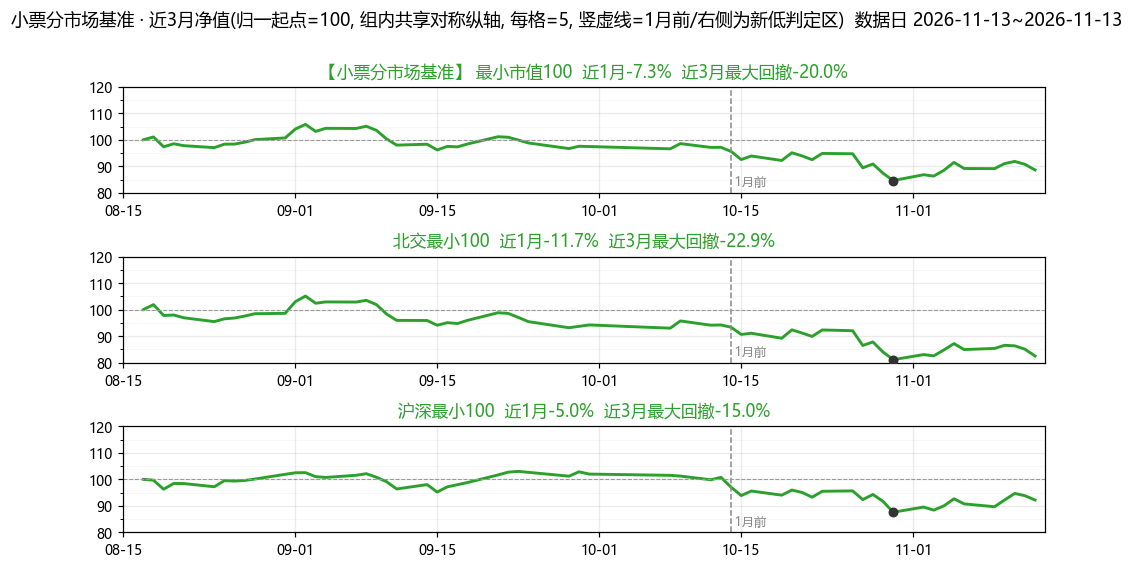 小票分市场基准 · 近3月净值(归一起点=100, 组内共享对称纵轴, 每格=5, 竖虚线=1月前/右侧为新低判定区)  数据日 2026-11-13~2026-11-13
【小票分市场基准】 最小市值100  近1月-7.3%  近3月最大回撤-20.0%
120
110
100
90
80
1月前
08-15 09-01 09-15 10-01 10-15 11-01
北交最小100  近1月-11.7%  近3月最大回撤-22.9%
120
110
100
90
80
1月前
08-15 09-01 09-15 10-01 10-15 11-01
沪深最小100  近1月-5.0%  近3月最大回撤-15.0%
120
110
100
90
80
1月前
08-15 09-01 09-15 10-01 10-15 11-01